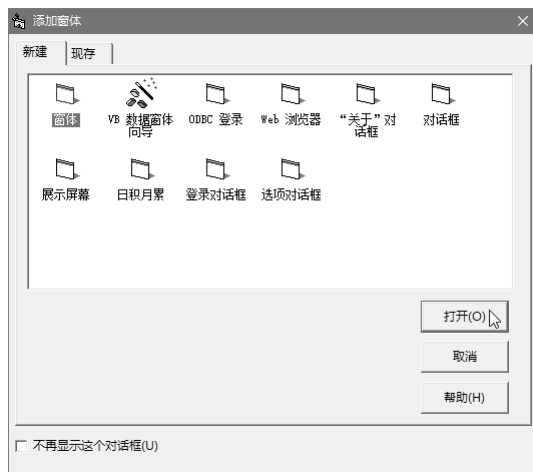 添加窗体
新建 现存
窗体 VB 数据窗体向导 ODBC 登录 Web 浏览器 “关于”对话框 对话框
展示屏幕 日积月累 登录对话框 选项对话框
打开(O)
取消
帮助(H)
不再显示这个对话框(U)